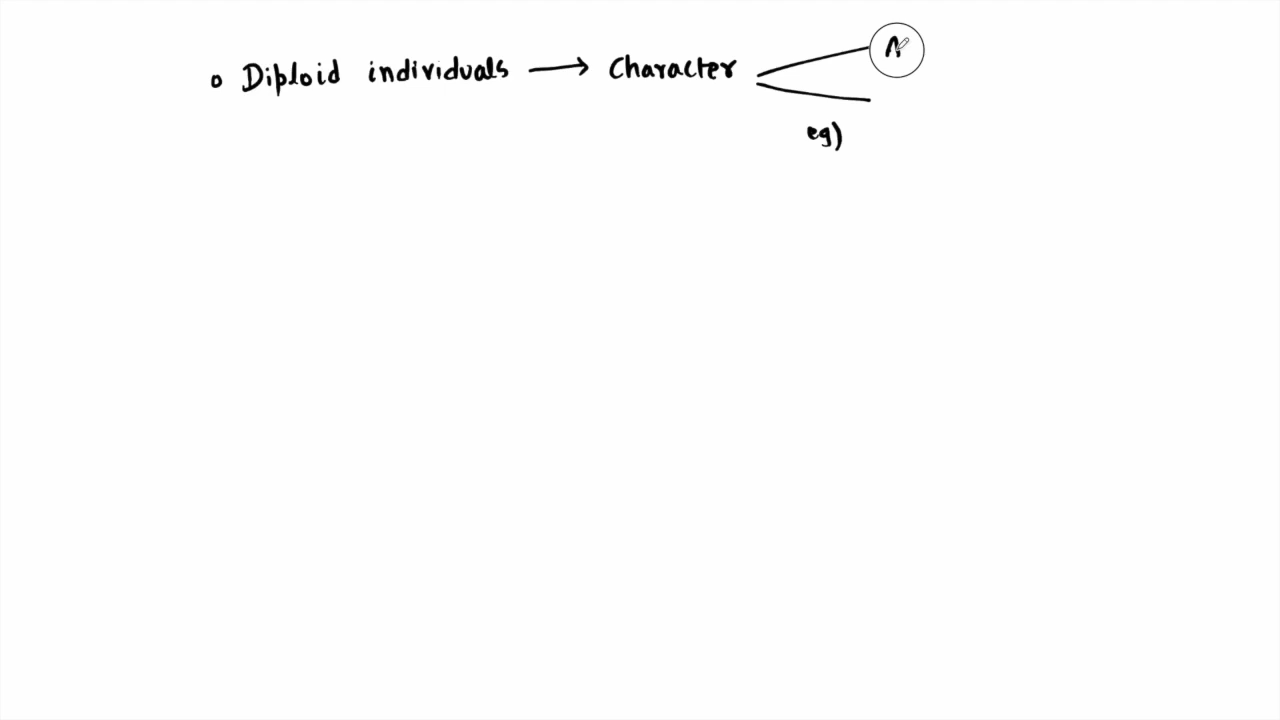 o Diploid individuals → Character
eg)